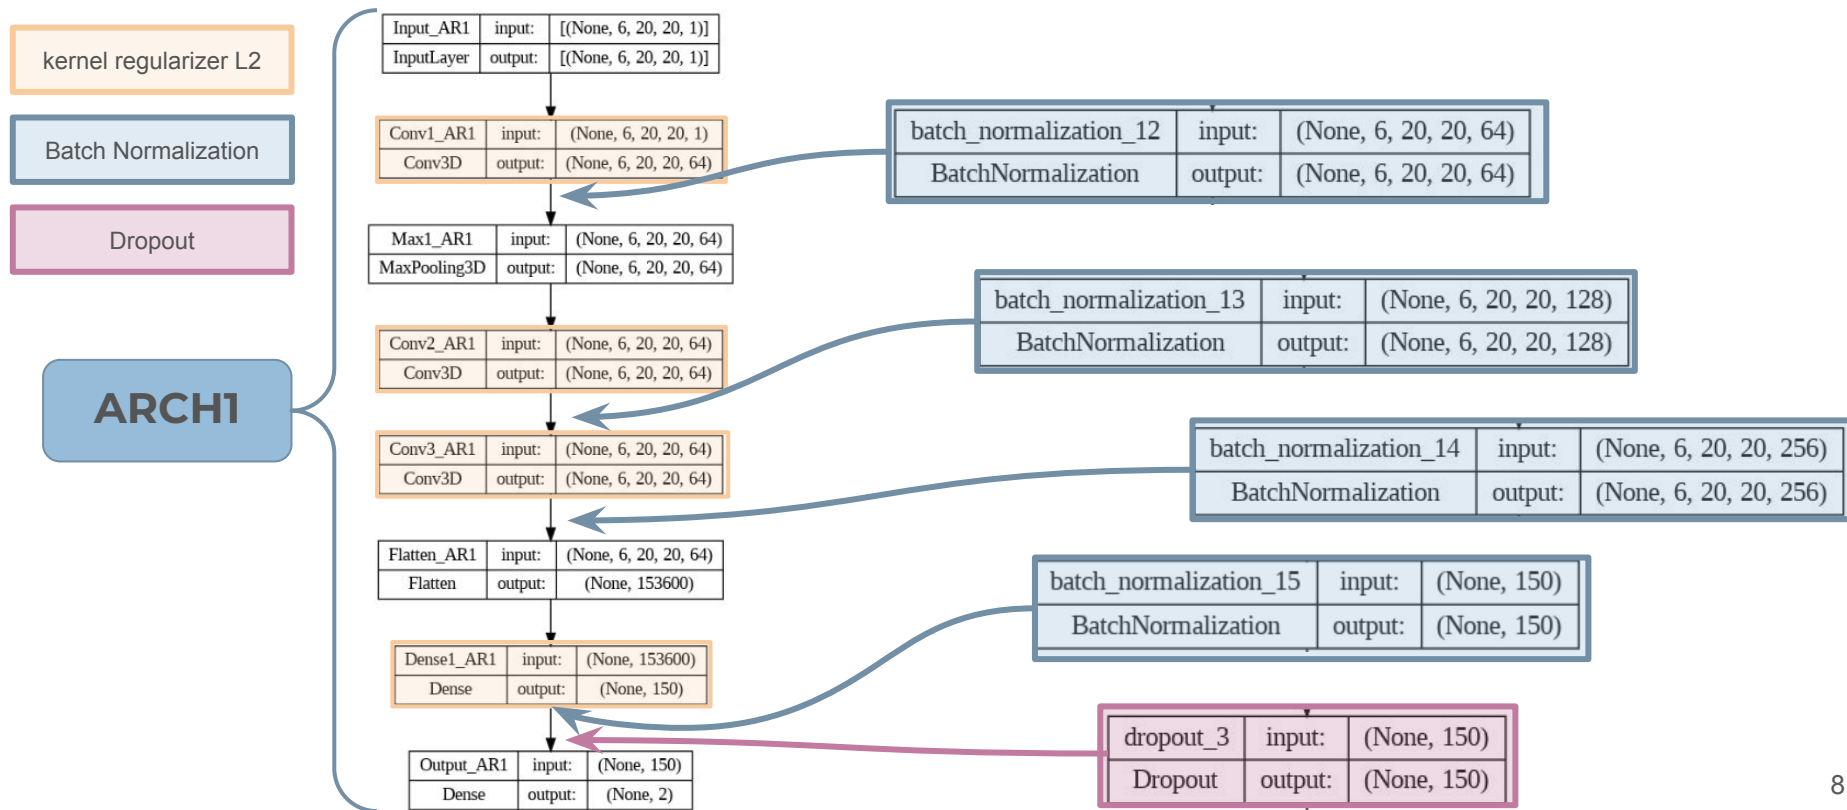 kernel regularizer L2
Batch Normalization
Dropout
ARCH1
Input_AR1 input: [(None, 6, 20, 20, 1)]
InputLayer output: [(None, 6, 20, 20, 1)]
Conv1_AR1 input: (None, 6, 20, 20, 1)
Conv3D output: (None, 6, 20, 20, 64)
Max1_AR1 input: (None, 6, 20, 20, 64)
MaxPooling3D output: (None, 6, 20, 20, 64)
Conv2_AR1 input: (None, 6, 20, 20, 64)
Conv3D output: (None, 6, 20, 20, 64)
Conv3_AR1 input: (None, 6, 20, 20, 64)
Conv3D output: (None, 6, 20, 20, 64)
Flatten_AR1 input: (None, 6, 20, 20, 64)
Flatten output: (None, 153600)
Dense1_AR1 input: (None, 153600)
Dense output: (None, 150)
Output_AR1 input: (None, 150)
Dense output: (None, 2)
batch_normalization_12 input: (None, 6, 20, 20, 64)
BatchNormalization output: (None, 6, 20, 20, 64)
batch_normalization_13 input: (None, 6, 20, 20, 128)
BatchNormalization output: (None, 6, 20, 20, 128)
batch_normalization_14 input: (None, 6, 20, 20, 256)
BatchNormalization output: (None, 6, 20, 20, 256)
batch_normalization_15 input: (None, 150)
BatchNormalization output: (None, 150)
dropout_3 input: (None, 150)
Dropout output: (None, 150)
8